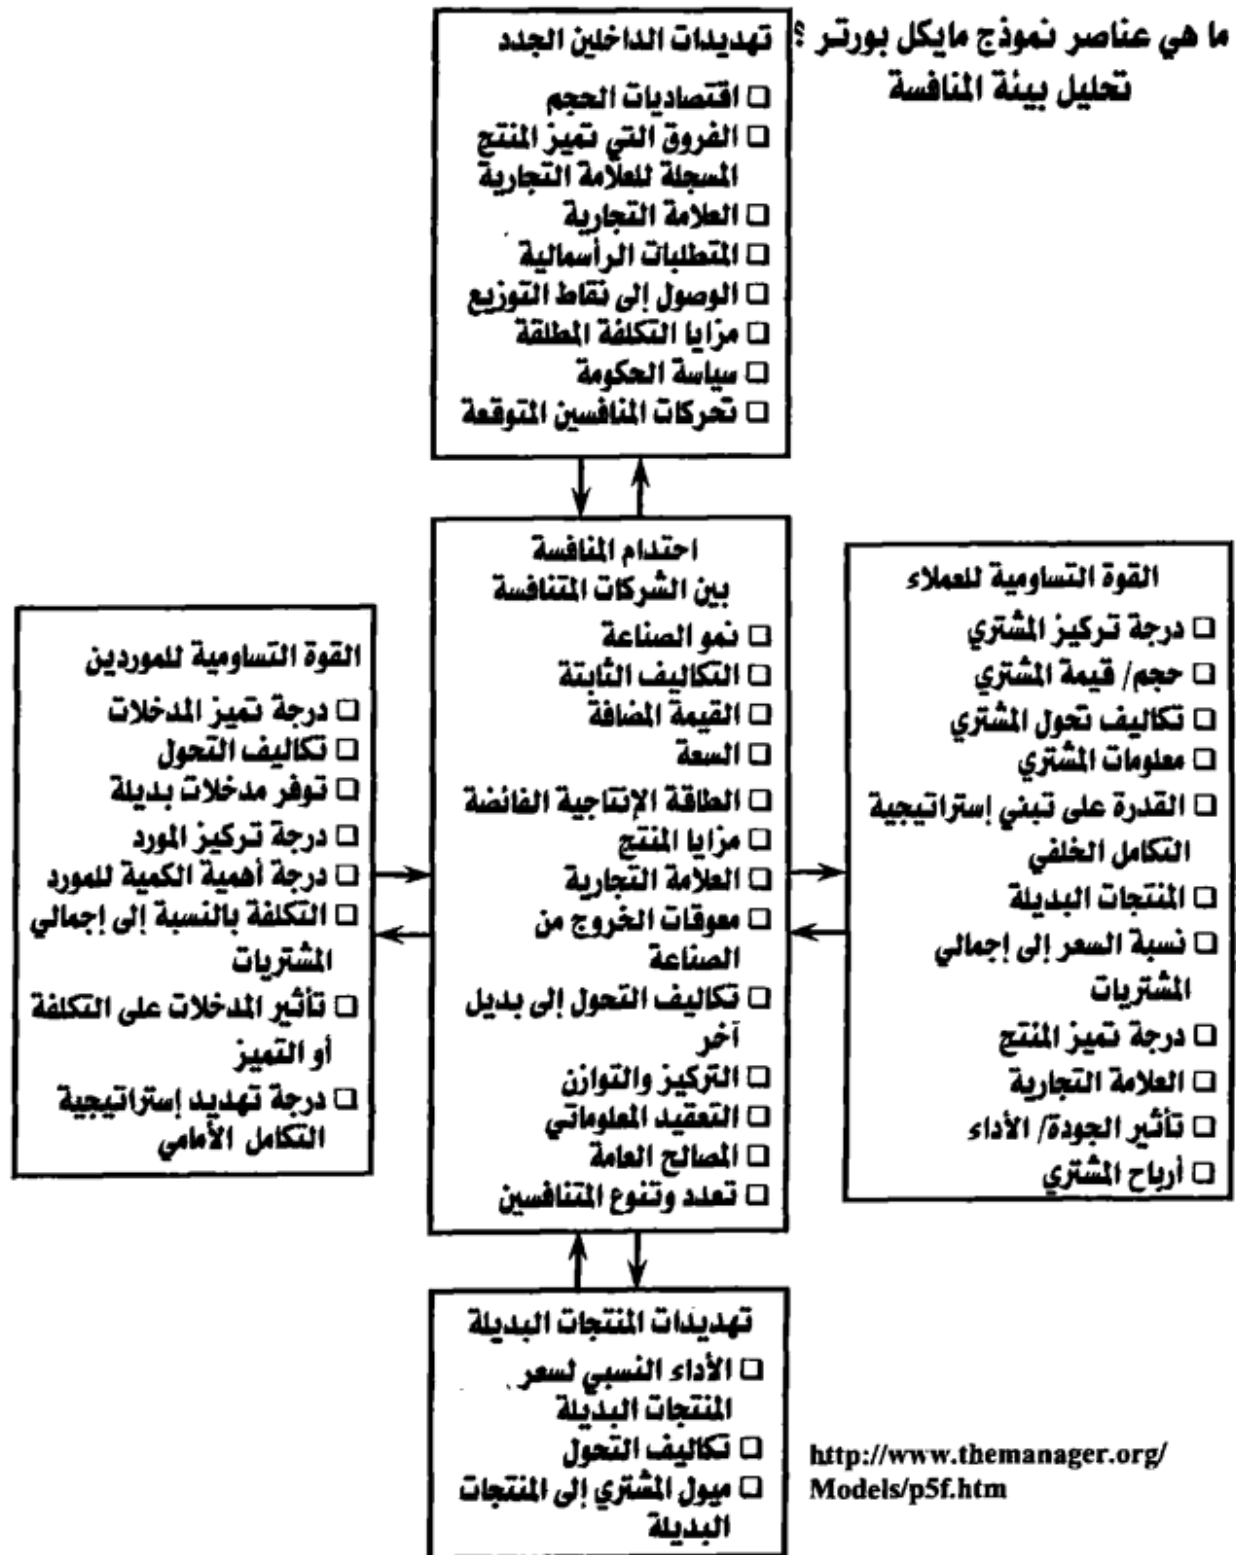 ما هي عناصر نموذج مايكل بورتر ؟
تحليل بيئة المنافسة
تهديدات الداخلين الجدد
❑ اقتصاديات الحجم
❑ الفروق التي تميز المنتج
المسجلة للعلامة التجارية
❑ العلامة التجارية
❑ المتطلبات الرأسمالية
❑ الوصول إلى نقاط التوزيع
❑ مزايا التكلفة المطلقة
❑ سياسة الحكومة
❑ تحركات المنافسين المتوقعة
القوة التساومية للعملاء
❑ درجة تركيز المشتري
❑ حجم/ قيمة المشتري
❑ تكاليف تحول المشتري
❑ معلومات المشتري
❑ القدرة على تبني إستراتيجية
التكامل الخلفي
❑ المنتجات البديلة
❑ نسبة السعر إلى إجمالي
المشتريات
❑ درجة تميز المنتج
❑ العلامة التجارية
❑ تأثير الجودة/ الأداء
❑ أرباح المشتري
احتدام المنافسة
بين الشركات المتنافسة
❑ نمو الصناعة
❑ التكاليف الثابتة
❑ القيمة المضافة
❑ السعة
❑ الطاقة الإنتاجية الفائضة
❑ مزايا المنتج
❑ العلامة التجارية
❑ معوقات الخروج من
الصناعة
❑ تكاليف التحول إلى بديل
آخر
❑ التركيز والتوازن
❑ التعقيد المعلوماتي
❑ المصالح العامة
❑ تعدد وتنوع المتنافسين
القوة التساومية للموردين
❑ درجة تميز المدخلات
❑ تكاليف التحول
❑ توفر مدخلات بديلة
❑ درجة تركيز المورد
❑ درجة أهمية الكمية للمورد
❑ التكلفة بالنسبة إلى إجمالي
المشتريات
❑ تأثير المدخلات على التكلفة
أو التميز
❑ درجة تهديد إستراتيجية
التكامل الأمامي
تهديدات المنتجات البديلة
❑ الأداء النسبي لسعر
المنتجات البديلة
❑ تكاليف التحول
❑ ميول المشتري إلى المنتجات
البديلة
http://www.themanager.org/
Models/p5f.htm